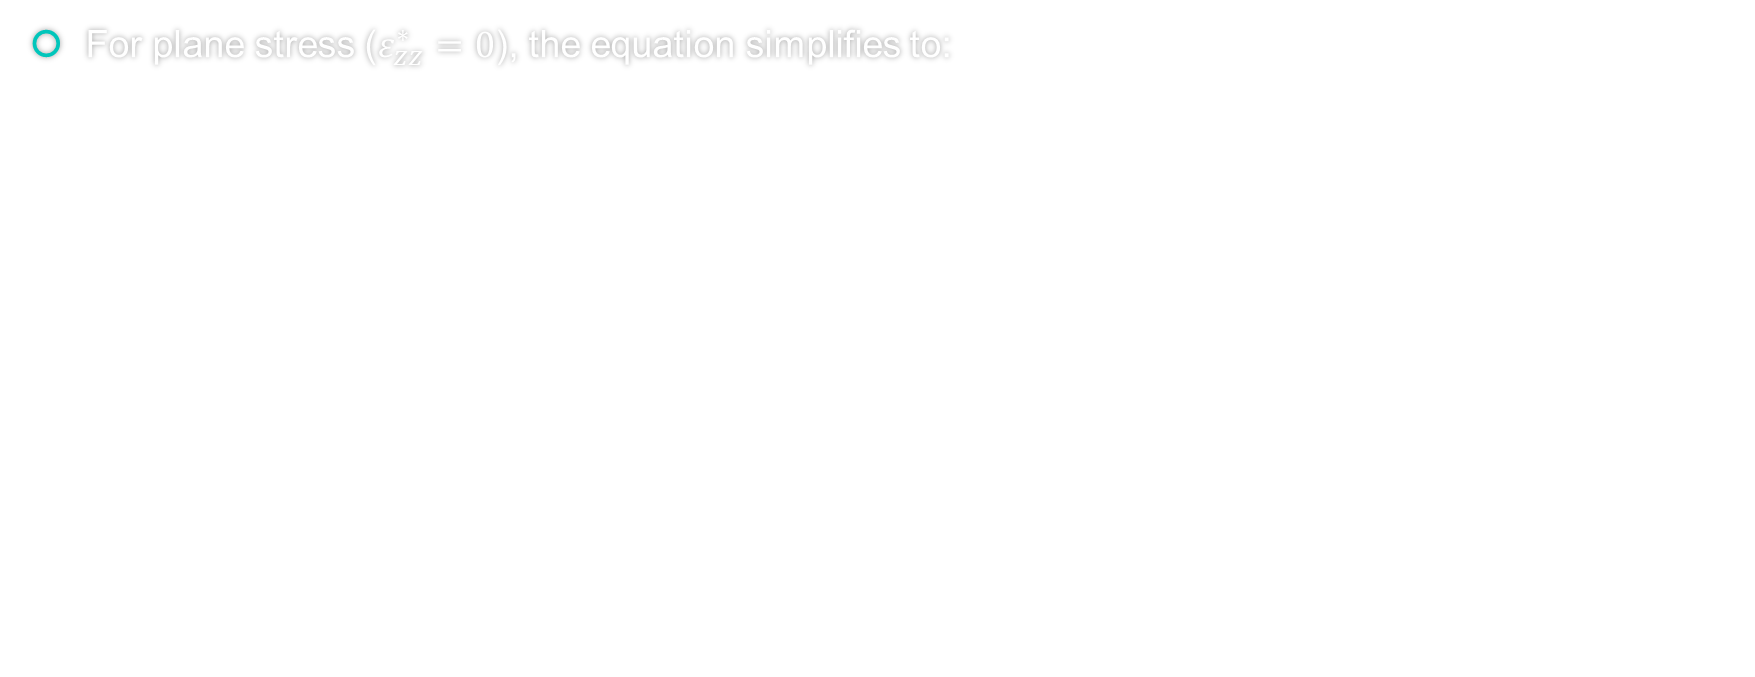 For plane stress (ε*zz = 0), the equation simplifies to: